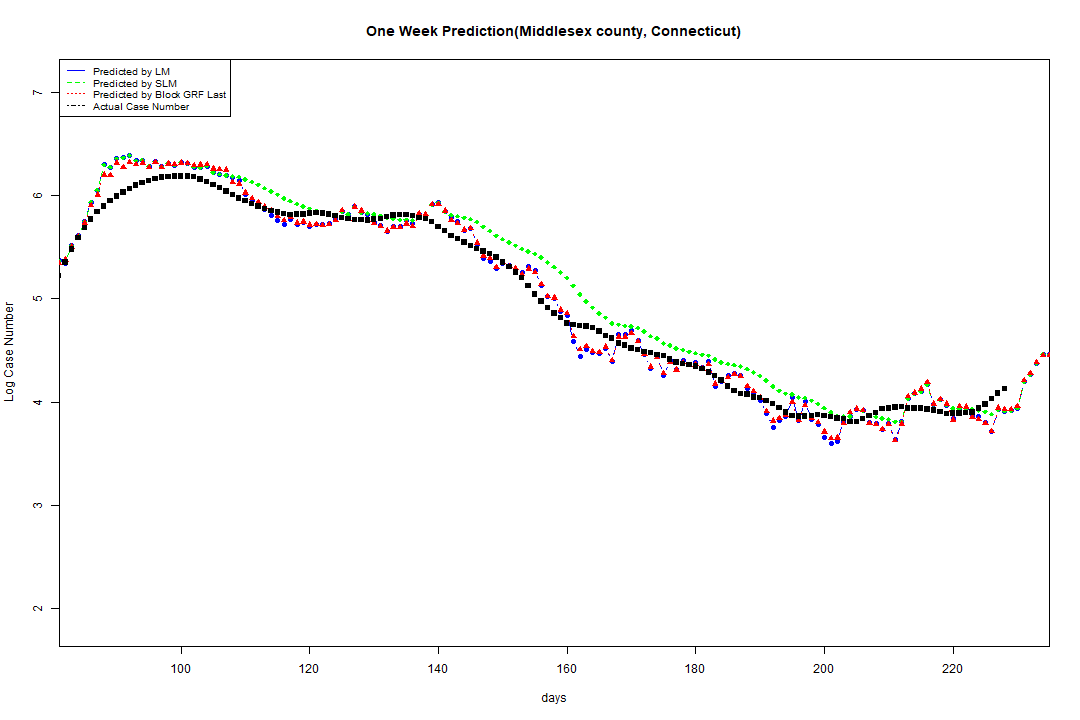 One Week Prediction(Middlesex county, Connecticut)
Predicted by LM
Predicted by SLM
Predicted by Block GRF Last
Actual Case Number
7
6
5
4
3
2
Log Case Number
100 120 140 160 180 200 220
days